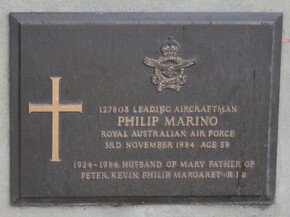 127803 LEADING AIRCRAFTMAN
PHILIP MARINO
ROYAL AUSTRALIAN AIR FORCE
3RD NOVEMBER 1984 AGE 59
1924-1984 HUSBAND OF MARY FATHER OF
PETER KEVIN PHILIP MARGARET R.I.P.